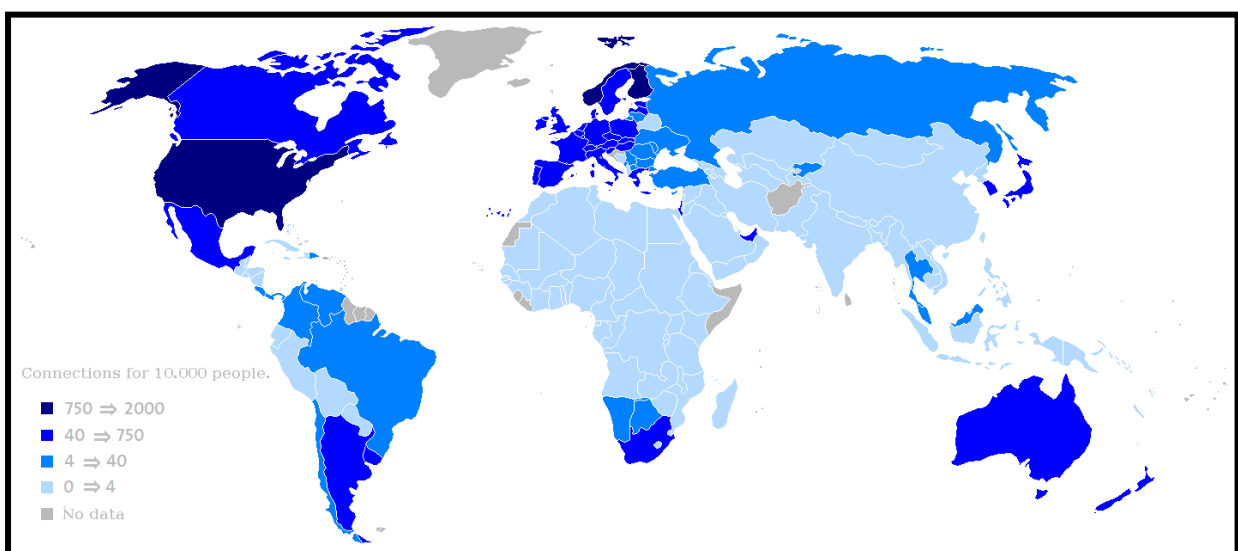 Connections for 10.000 people.
750 ⇒ 2000
40 ⇒ 750
4 ⇒ 40
0 ⇒ 4
No data